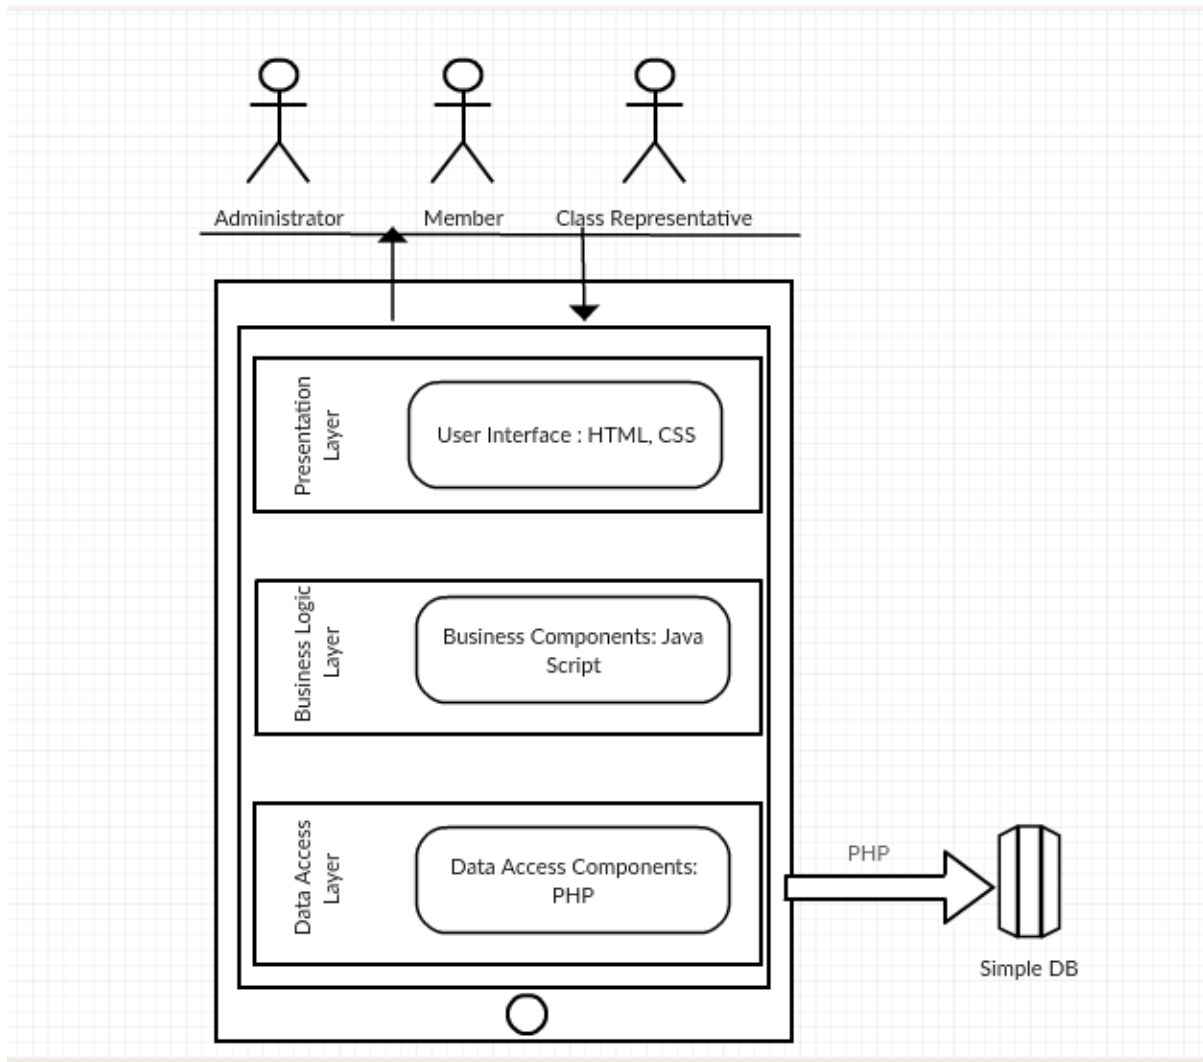 Administrator
Member
Class Representative
Presentation
Layer
User Interface : HTML, CSS
Business Logic
Layer
Business Components: Java
Script
Data Access
Layer
Data Access Components:
PHP
PHP
Simple DB